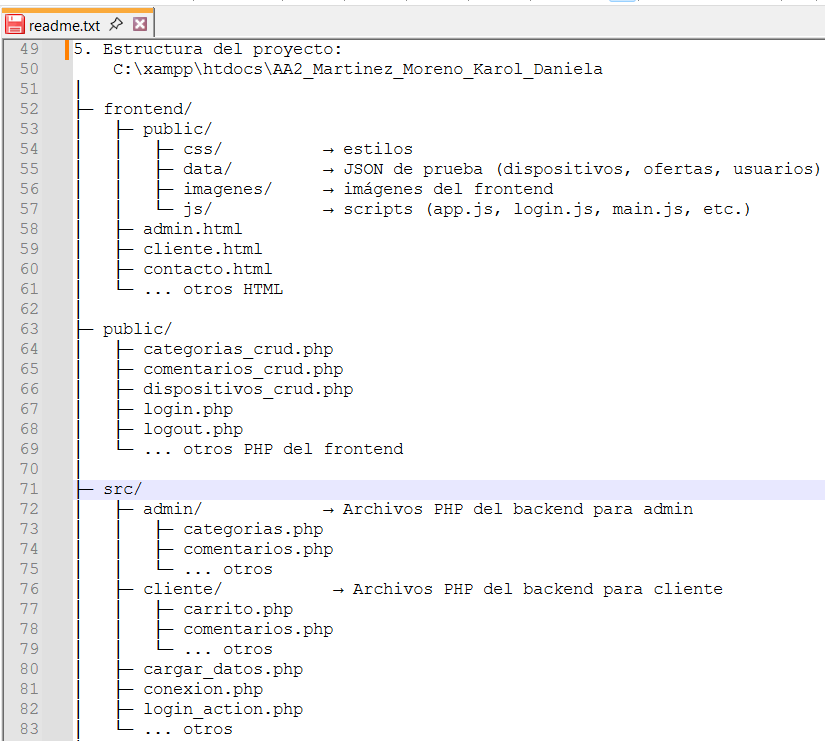 readme.txt
49 5. Estructura del proyecto:
50     C:\xampp\htdocs\AA2_Martinez_Moreno_Karol_Daniela
51 │
52 ├─ frontend/
53 │   ├─ public/
54 │   │   ├─ css/          → estilos
55 │   │   ├─ data/         → JSON de prueba (dispositivos, ofertas, usuarios)
56 │   │   ├─ imagenes/     → imágenes del frontend
57 │   │   └─ js/           → scripts (app.js, login.js, main.js, etc.)
58 │   ├─ admin.html
59 │   ├─ cliente.html
60 │   ├─ contacto.html
61 │   └─ ... otros HTML
62 │
63 ├─ public/
64 │   ├─ categorias_crud.php
65 │   ├─ comentarios_crud.php
66 │   ├─ dispositivos_crud.php
67 │   ├─ login.php
68 │   ├─ logout.php
69 │   └─ ... otros PHP del frontend
70 │
71 ├─ src/
72 │   ├─ admin/            → Archivos PHP del backend para admin
73 │   │   ├─ categorias.php
74 │   │   ├─ comentarios.php
75 │   │   └─ ... otros
76 │   ├─ cliente/           → Archivos PHP del backend para cliente
77 │   │   ├─ carrito.php
78 │   │   ├─ comentarios.php
79 │   │   └─ ... otros
80 │   ├─ cargar_datos.php
81 │   ├─ conexion.php
82 │   ├─ login_action.php
83 │   └─ ... otros